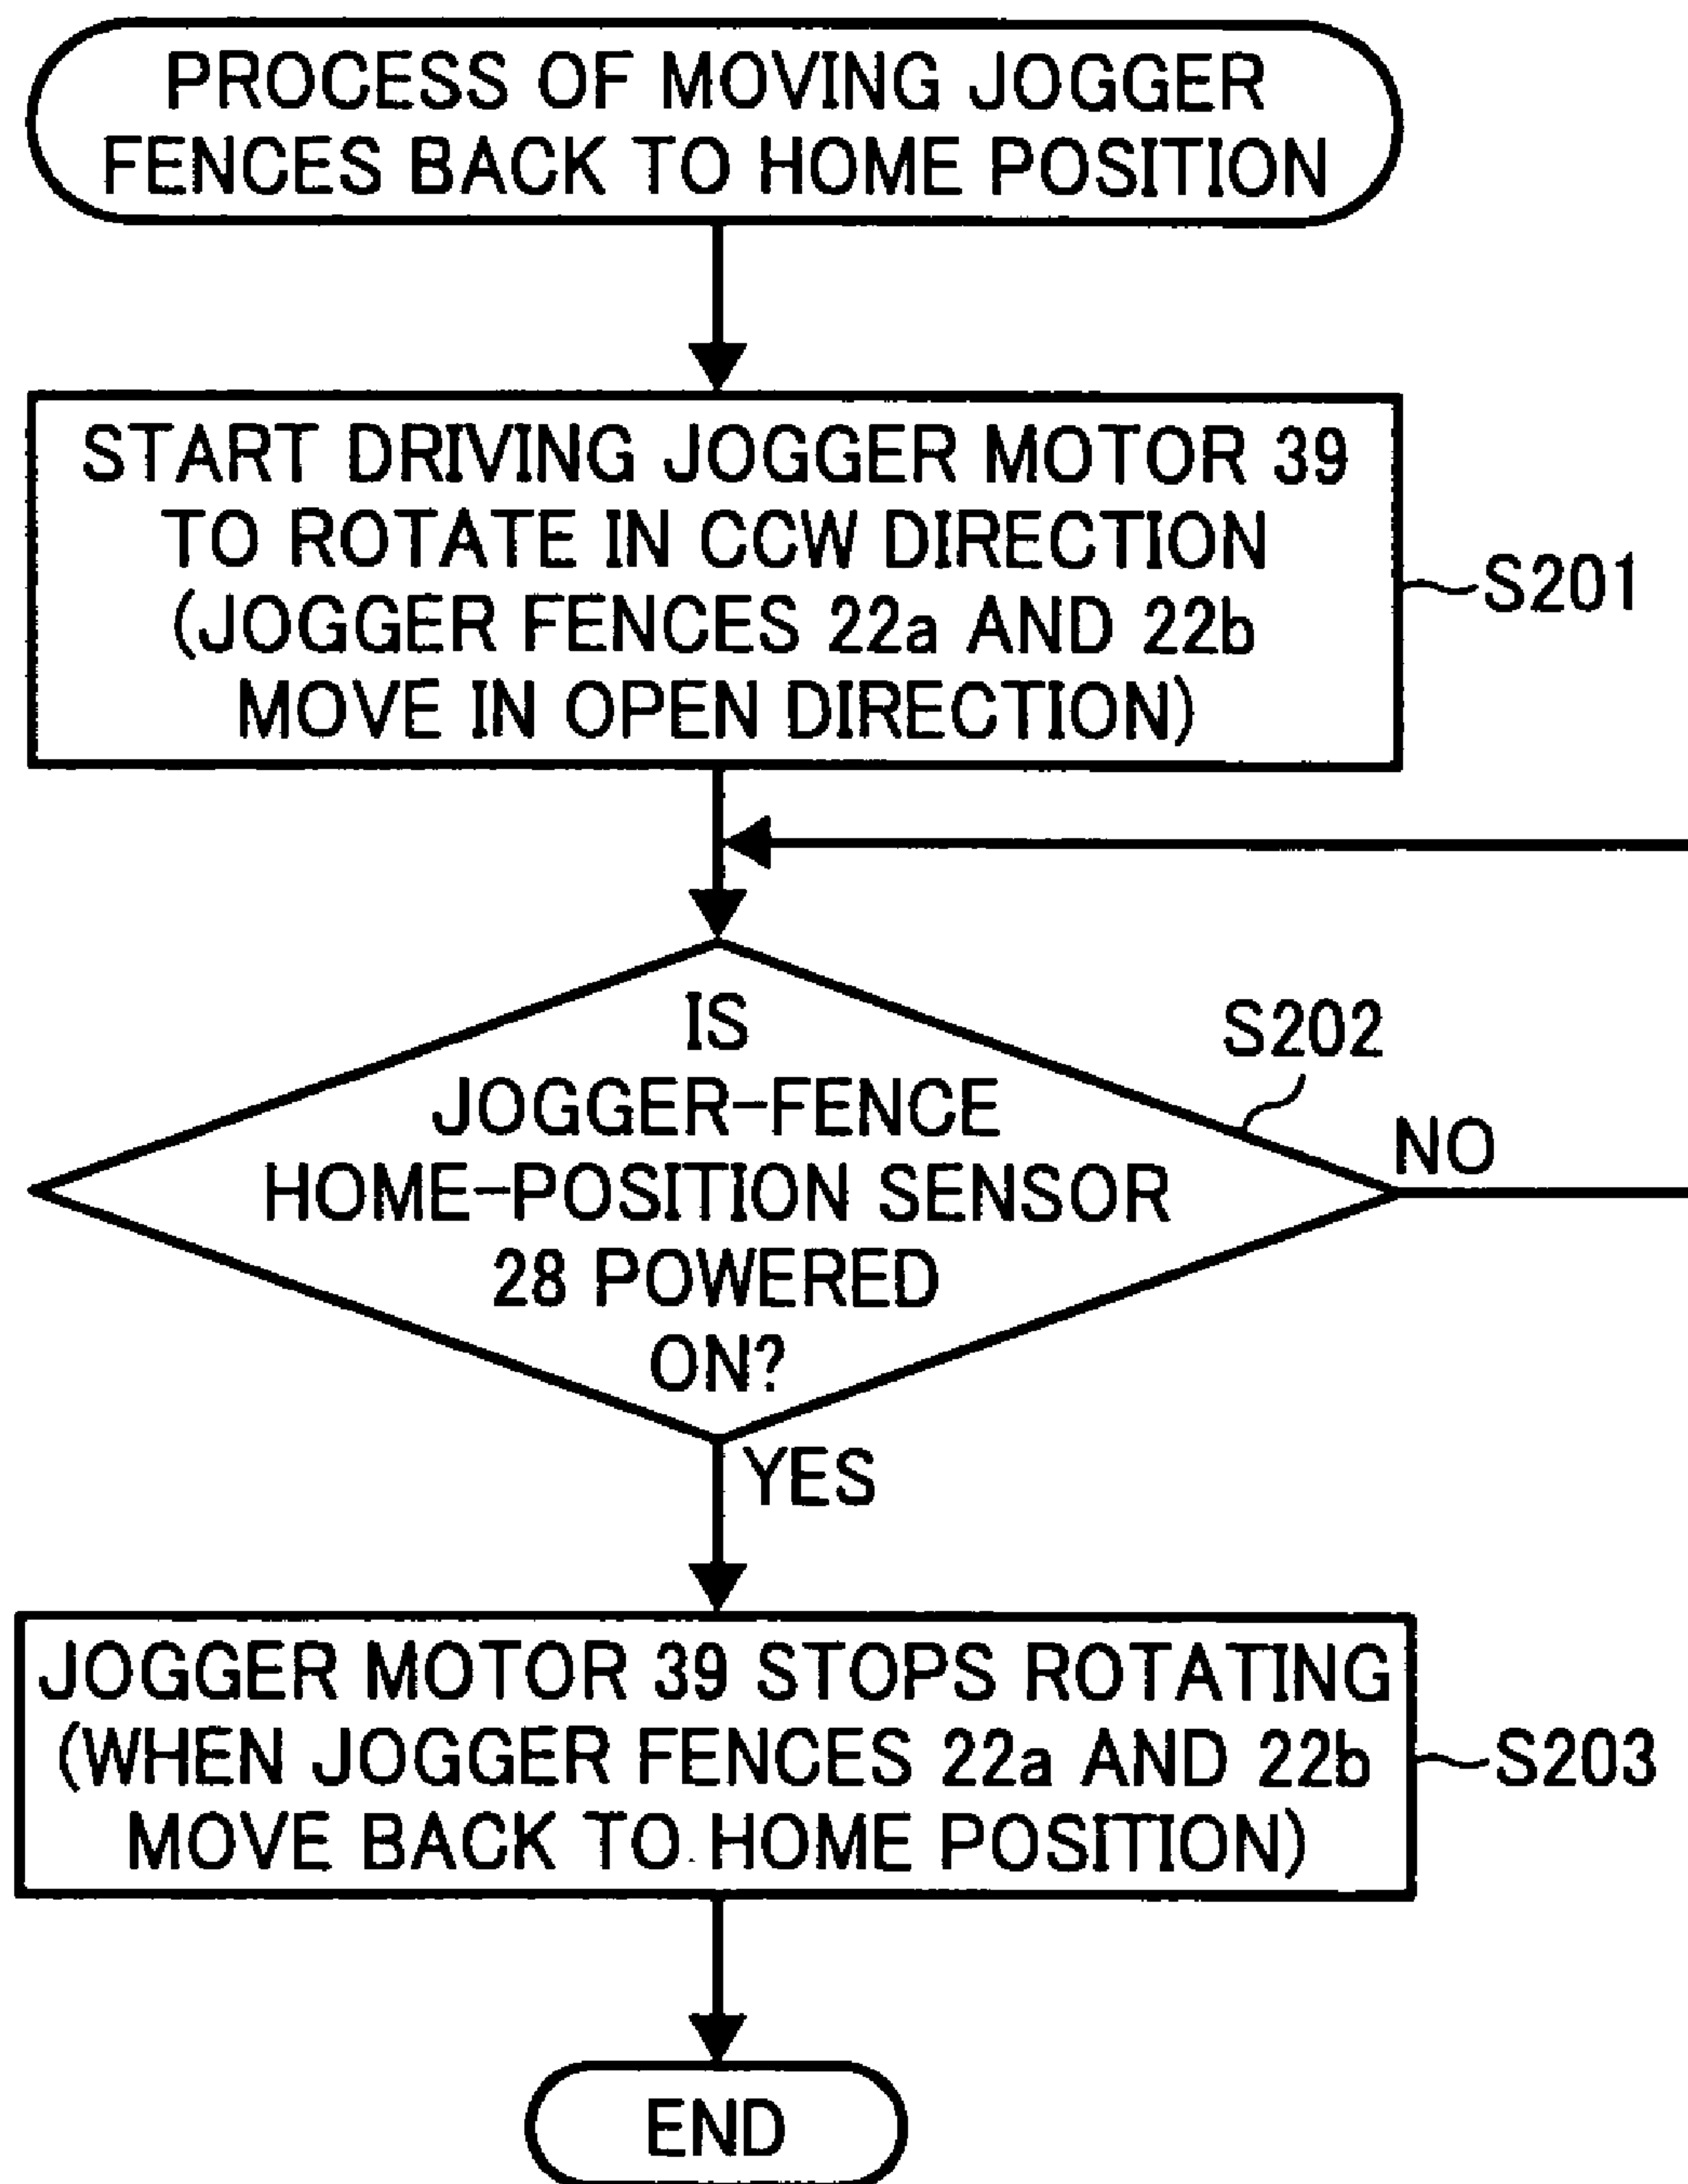 PROCESS OF MOVING JOGGER
FENCES BACK TO HOME POSITION
START DRIVING JOGGER MOTOR 39
TO ROTATE IN CCW DIRECTION
(JOGGER FENCES 22a AND 22b
MOVE IN OPEN DIRECTION)
S201
IS
JOGGER-FENCE
HOME-POSITION SENSOR
28 POWERED
ON?
S202
NO
YES
JOGGER MOTOR 39 STOPS ROTATING
(WHEN JOGGER FENCES 22a AND 22b
MOVE BACK TO HOME POSITION)
S203
END